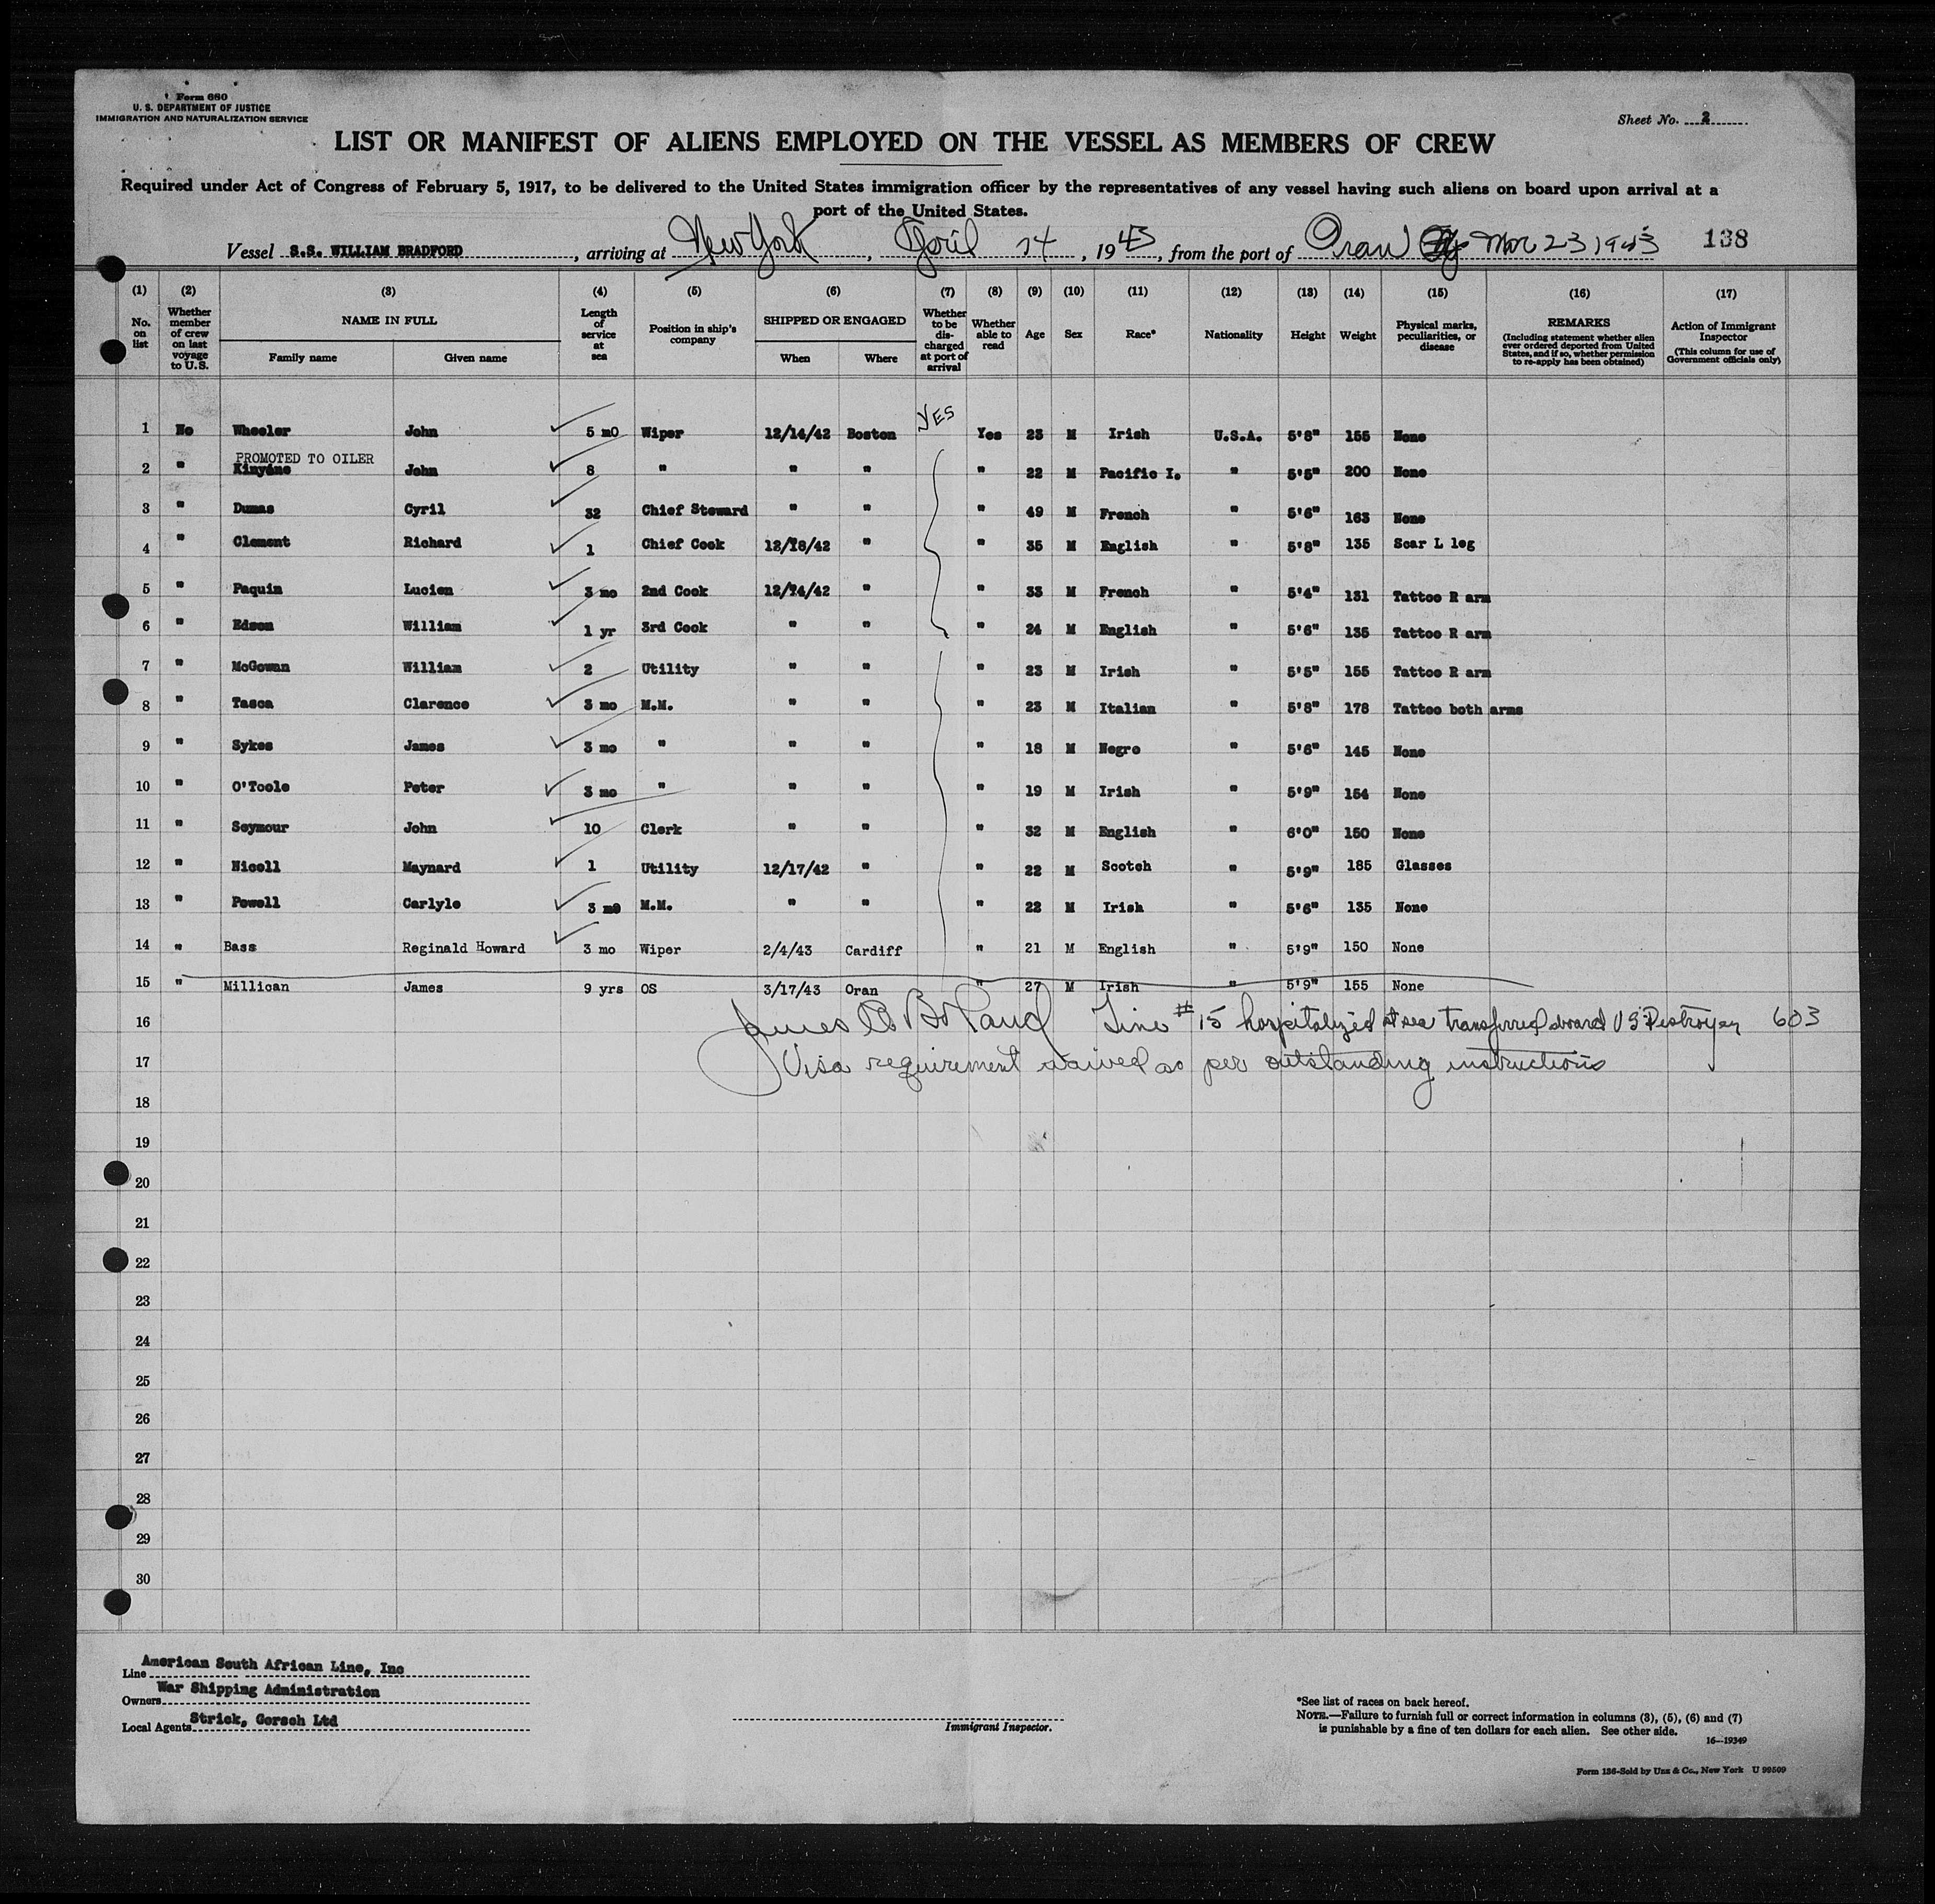 Form 680
U. S. DEPARTMENT OF JUSTICE
IMMIGRATION AND NATURALIZATION SERVICE
Sheet No. 2
LIST OR MANIFEST OF ALIENS EMPLOYED ON THE VESSEL AS MEMBERS OF CREW
Required under Act of Congress of February 5, 1917, to be delivered to the United States immigration officer by the representatives of any vessel having such aliens on board upon arrival at a
port of the United States.
Vessel S.S. WILLIAM BRADFORD, arriving at New York, April 14, 1943, from the port of Oran Mar 23 1943 138
(1) (2) (3) (4) (5) (6) (7) (8) (9) (10) (11) (12) (13) (14) (15) (16) (17)
No. on list
Whether member of crew on last voyage to U.S.
NAME IN FULL
Family name Given name
Length of service at sea
Position in ship's company
SHIPPED OR ENGAGED
When Where
Whether to be discharged at port of arrival
Whether able to read
Age
Sex
Race*
Nationality
Height
Weight
Physical marks, peculiarities, or disease
REMARKS
(Including statement whether alien ever ordered deported from United States, and if so, whether permission to re-apply has been obtained)
Action of Immigrant Inspector
(This column for use of Government officials only)
1 No Wheeler John 5 mO Wiper 12/14/42 Boston YES Yes 23 M Irish U.S.A. 5'8" 155 None
PROMOTED TO OILER
2 " John 8 " " " " 22 M Pacific I. " 5'5" 200 None
3 " Dumas Cyril 32 Chief Steward " " " 49 M French " 5'6" 163 None
4 " Clement Richard 1 Chief Cook 12/18/42 " " 35 M English " 5'8" 135 Scar L leg
5 " Paquin Lucien 3 mo 2nd Cook 12/14/42 " " 33 M French " 5'4" 131 Tattoo R arm
6 " Edson William 1 yr 3rd Cook " " " 24 M English " 5'6" 135 Tattoo R arm
7 " McGowan William 2 Utility " " " 23 M Irish " 5'5" 155 Tattoo R arm
8 " Tasca Clarence 3 mo M.M. " " " 23 M Italian " 5'8" 178 Tattoo both arms
9 " Sykes James 3 mo " " " " 18 M Negro " 5'6" 145 None
10 " O'Toole Peter 3 mo " " " " 19 M Irish " 5'9" 154 None
11 " Seymour John 10 Clerk " " " 32 M English " 6'0" 150 None
12 " Nicoll Maynard 1 Utility 12/17/42 " " 22 M Scotch " 5'9" 185 Glasses
13 " Powell Carlyle 3 mo M.M. " " " 22 M Irish " 5'6" 135 None
14 " Bass Reginald Howard 3 mo Wiper 2/4/43 Cardiff " 21 M English " 5'9" 150 None
15 " Millican James 9 yrs OS 3/17/43 Oran " 27 M Irish " 5'9" 155 None
16 James Boland Line #15 hospitalized at sea transferred aboard US Destroyer 603
17 Visa requirement waived as per outstanding instructions
18
19
20
21
22
23
24
25
26
27
28
29
30
Line American South African Line, Inc
Owners War Shipping Administration
Local Agents Strick, Gorsch Ltd
Immigrant Inspector.
*See list of races on back hereof.
NOTE.—Failure to furnish full or correct information in columns (3), (5), (6) and (7)
is punishable by a fine of ten dollars for each alien. See other side.
16—19349
Form 136-Sold by Unz & Co., New York U 99509